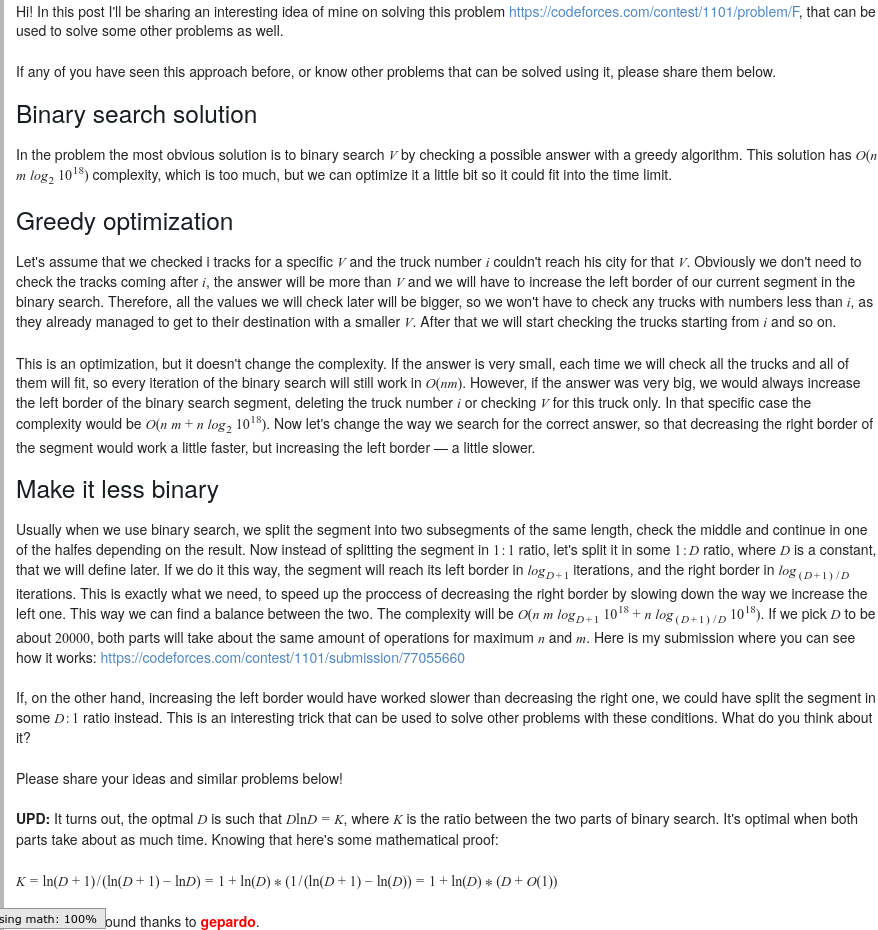 Hi! In this post I'll be sharing an interesting idea of mine on solving this problem https://codeforces.com/contest/1101/problem/F, that can be
used to solve some other problems as well.
If any of you have seen this approach before, or know other problems that can be solved using it, please share them below.
Binary search solution
In the problem the most obvious solution is to binary search V by checking a possible answer with a greedy algorithm. This solution has O(n
m log₂ 10¹⁸) complexity, which is too much, but we can optimize it a little bit so it could fit into the time limit.
Greedy optimization
Let's assume that we checked i tracks for a specific V and the truck number i couldn't reach his city for that V. Obviously we don't need to
check the tracks coming after i, the answer will be more than V and we will have to increase the left border of our current segment in the
binary search. Therefore, all the values we will check later will be bigger, so we won't have to check any trucks with numbers less than i, as
they already managed to get to their destination with a smaller V. After that we will start checking the trucks starting from i and so on.
This is an optimization, but it doesn't change the complexity. If the answer is very small, each time we will check all the trucks and all of
them will fit, so every iteration of the binary search will still work in O(nm). However, if the answer was very big, we would always increase
the left border of the binary search segment, deleting the truck number i or checking V for this truck only. In that specific case the
complexity would be O(n m + n log₂ 10¹⁸). Now let's change the way we search for the correct answer, so that decreasing the right border of
the segment would work a little faster, but increasing the left border — a little slower.
Make it less binary
Usually when we use binary search, we split the segment into two subsegments of the same length, check the middle and continue in one
of the halfes depending on the result. Now instead of splitting the segment in 1 : 1 ratio, let's split it in some 1 : D ratio, where D is a constant,
that we will define later. If we do it this way, the segment will reach its left border in log_{D+1} iterations, and the right border in log_{(D+1)/D}
iterations. This is exactly what we need, to speed up the proccess of decreasing the right border by slowing down the way we increase the
left one. This way we can find a balance between the two. The complexity will be O(n m log_{D+1} 10¹⁸ + n log_{(D+1)/D} 10¹⁸). If we pick D to be
about 20000, both parts will take about the same amount of operations for maximum n and m. Here is my submission where you can see
how it works: https://codeforces.com/contest/1101/submission/77055660
If, on the other hand, increasing the left border would have worked slower than decreasing the right one, we could have split the segment in
some D : 1 ratio instead. This is an interesting trick that can be used to solve other problems with these conditions. What do you think about
it?
Please share your ideas and similar problems below!
UPD: It turns out, the optmal D is such that DlnD = K, where K is the ratio between the two parts of binary search. It's optimal when both
parts take about as much time. Knowing that here's some mathematical proof:
K = ln(D + 1)/(ln(D + 1) − lnD) = 1 + ln(D) ∗ (1/(ln(D + 1) − ln(D)) = 1 + ln(D) ∗ (D + O(1))
sing math: 100% ound thanks to gepardo.